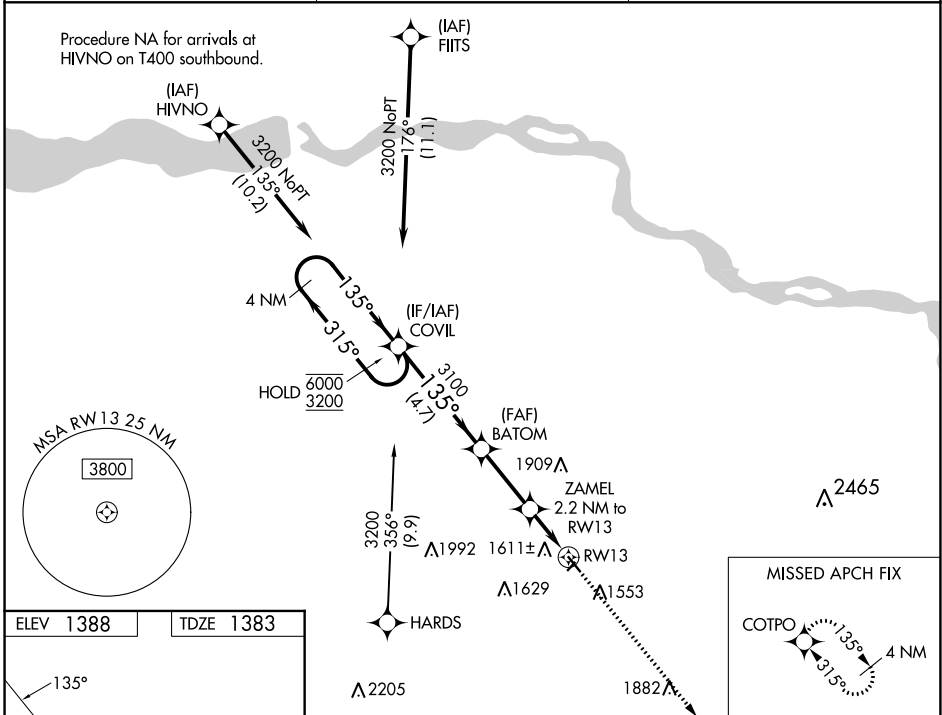 Procedure NA for arrivals at
HIVNO on T400 southbound.
(IAF)
FIITS
(IAF)
HIVNO
3200 NoPT
135°
(10.2)
3200 NoPT
176°
(11.1)
4 NM
135°
315°
(IF/IAF)
COVIL
HOLD 6000
3200
3100
135°
(4.7)
(FAF)
BATOM
MSA RW13 25 NM
3800
1909
ZAMEL
2.2 NM to
RW13
2465
3200
356°
(9.9)
1992
1611±
RW13
1629
1553
HARDS
MISSED APCH FIX
COTPO
135°
315°
4 NM
ELEV 1388
TDZE 1383
135°
2205
1882